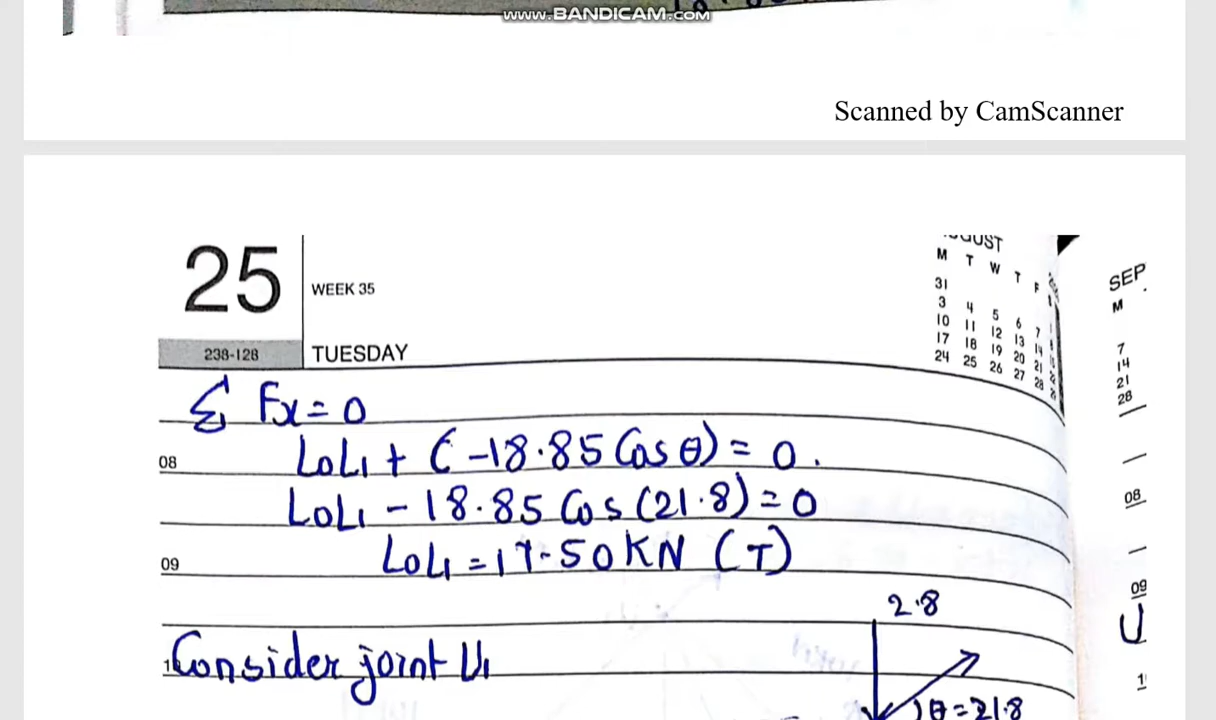 www.BANDICAM.com
Scanned by CamScanner
25
WEEK 35
238-128
TUESDAY
AUGUST
M T W T F
31
3 4 5 6 7
10 11 12 13 14
17 18 19 20 21
24 25 26 27 28
SEP
M
7
14
21
28
Σ Fx = 0
08 L0L1 + (-18.85 Cos θ) = 0.
L0L1 - 18.85 Cos (21.8) = 0
08
09 L0L1 = 17.50 KN (T)
09
2.8
U
Consider joint U1
θ = 21.8